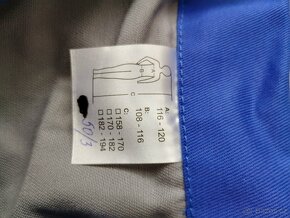 A:
116 - 120
B:
108 - 116
C:
☐ 158 - 170
☐ 170 - 182
☐ 182 - 194
50/3